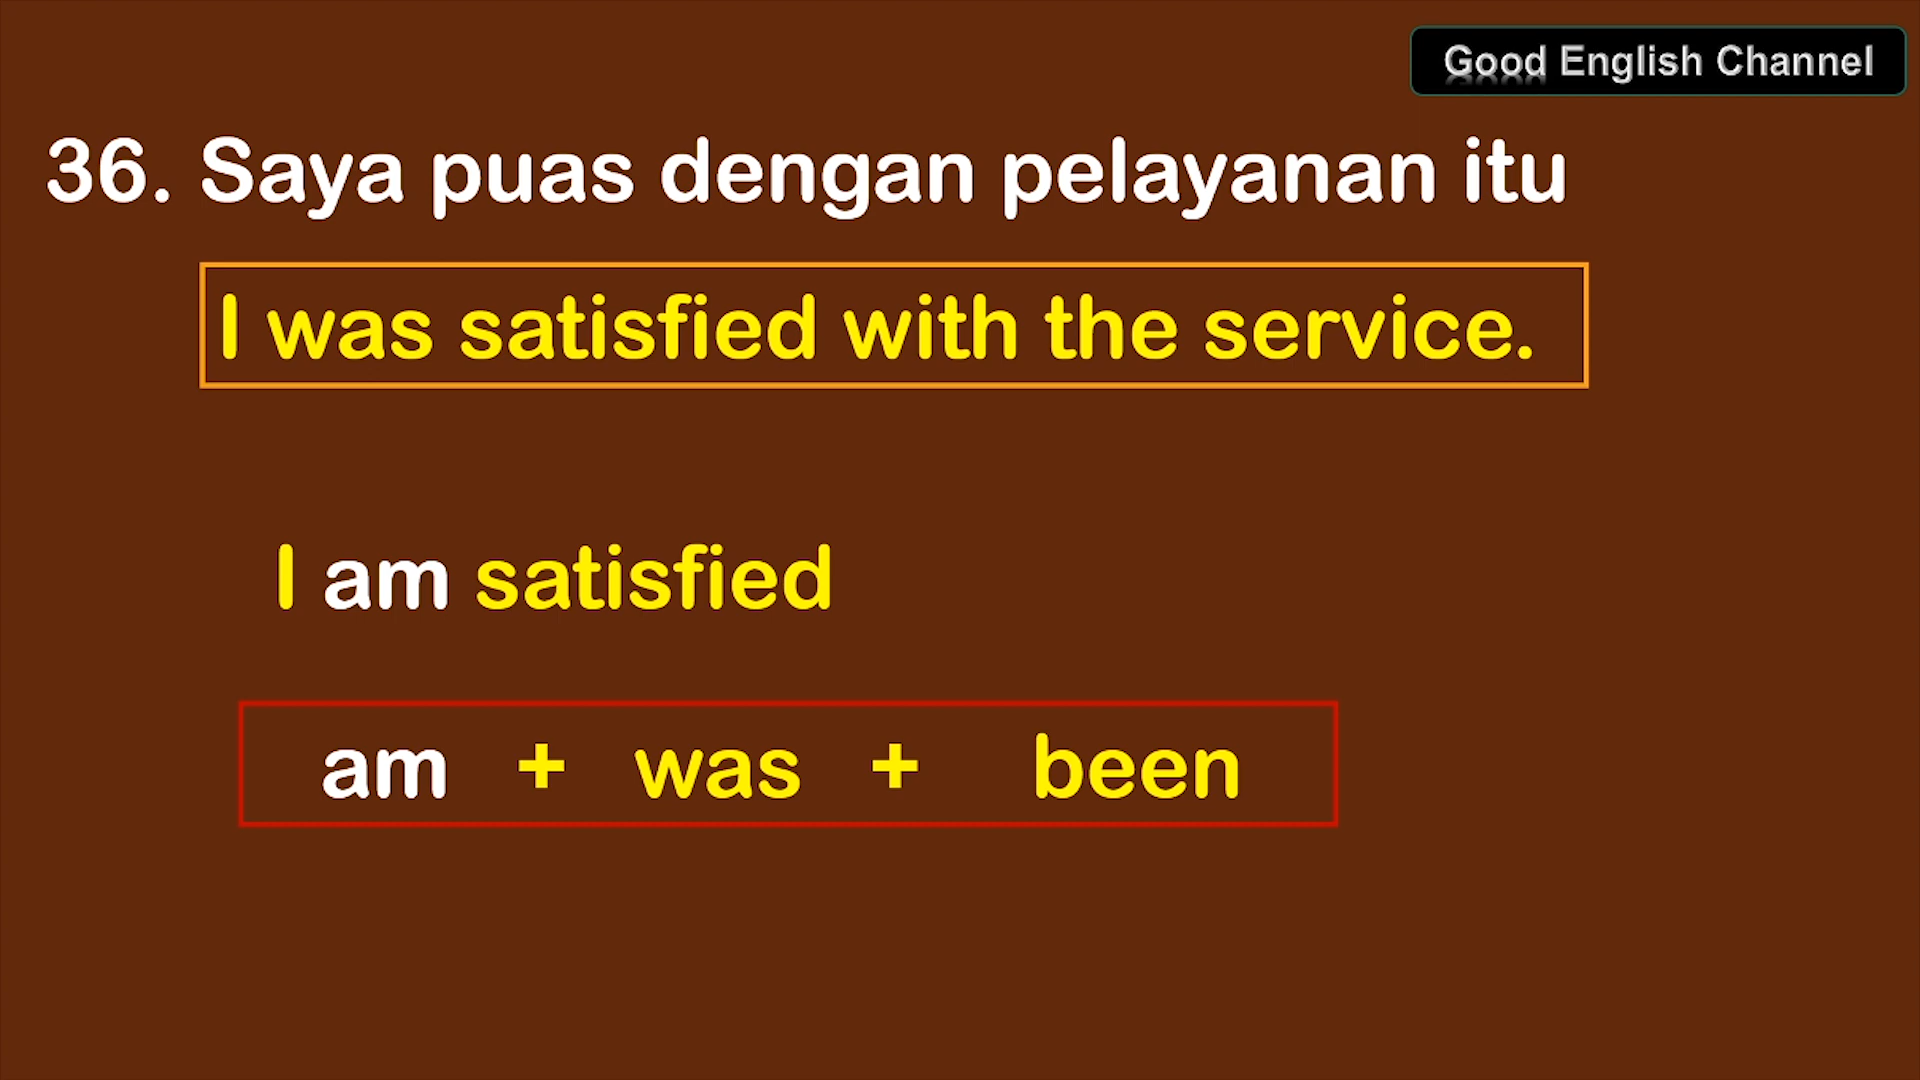 Good English Channel
36. Saya puas dengan pelayanan itu
I was satisfied with the service.
I am satisfied
am + was + been